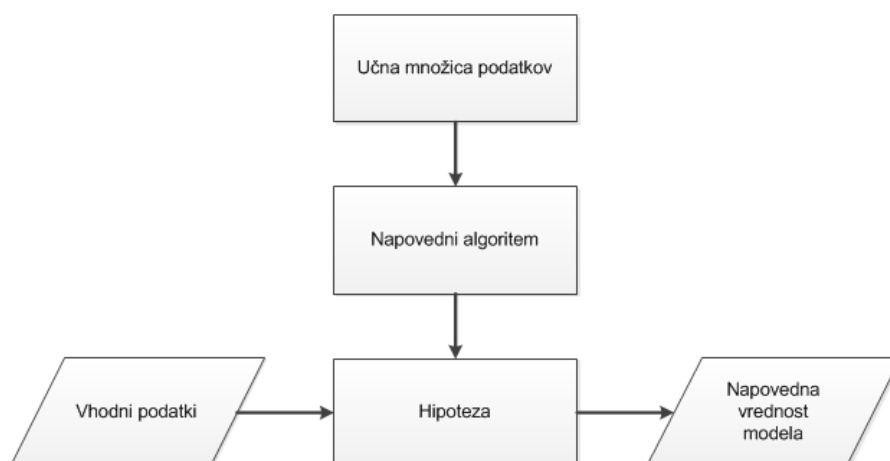 Učna množica podatkov
Napovedni algoritem
Vhodni podatki
Hipoteza
Napovedna
vrednost
modela